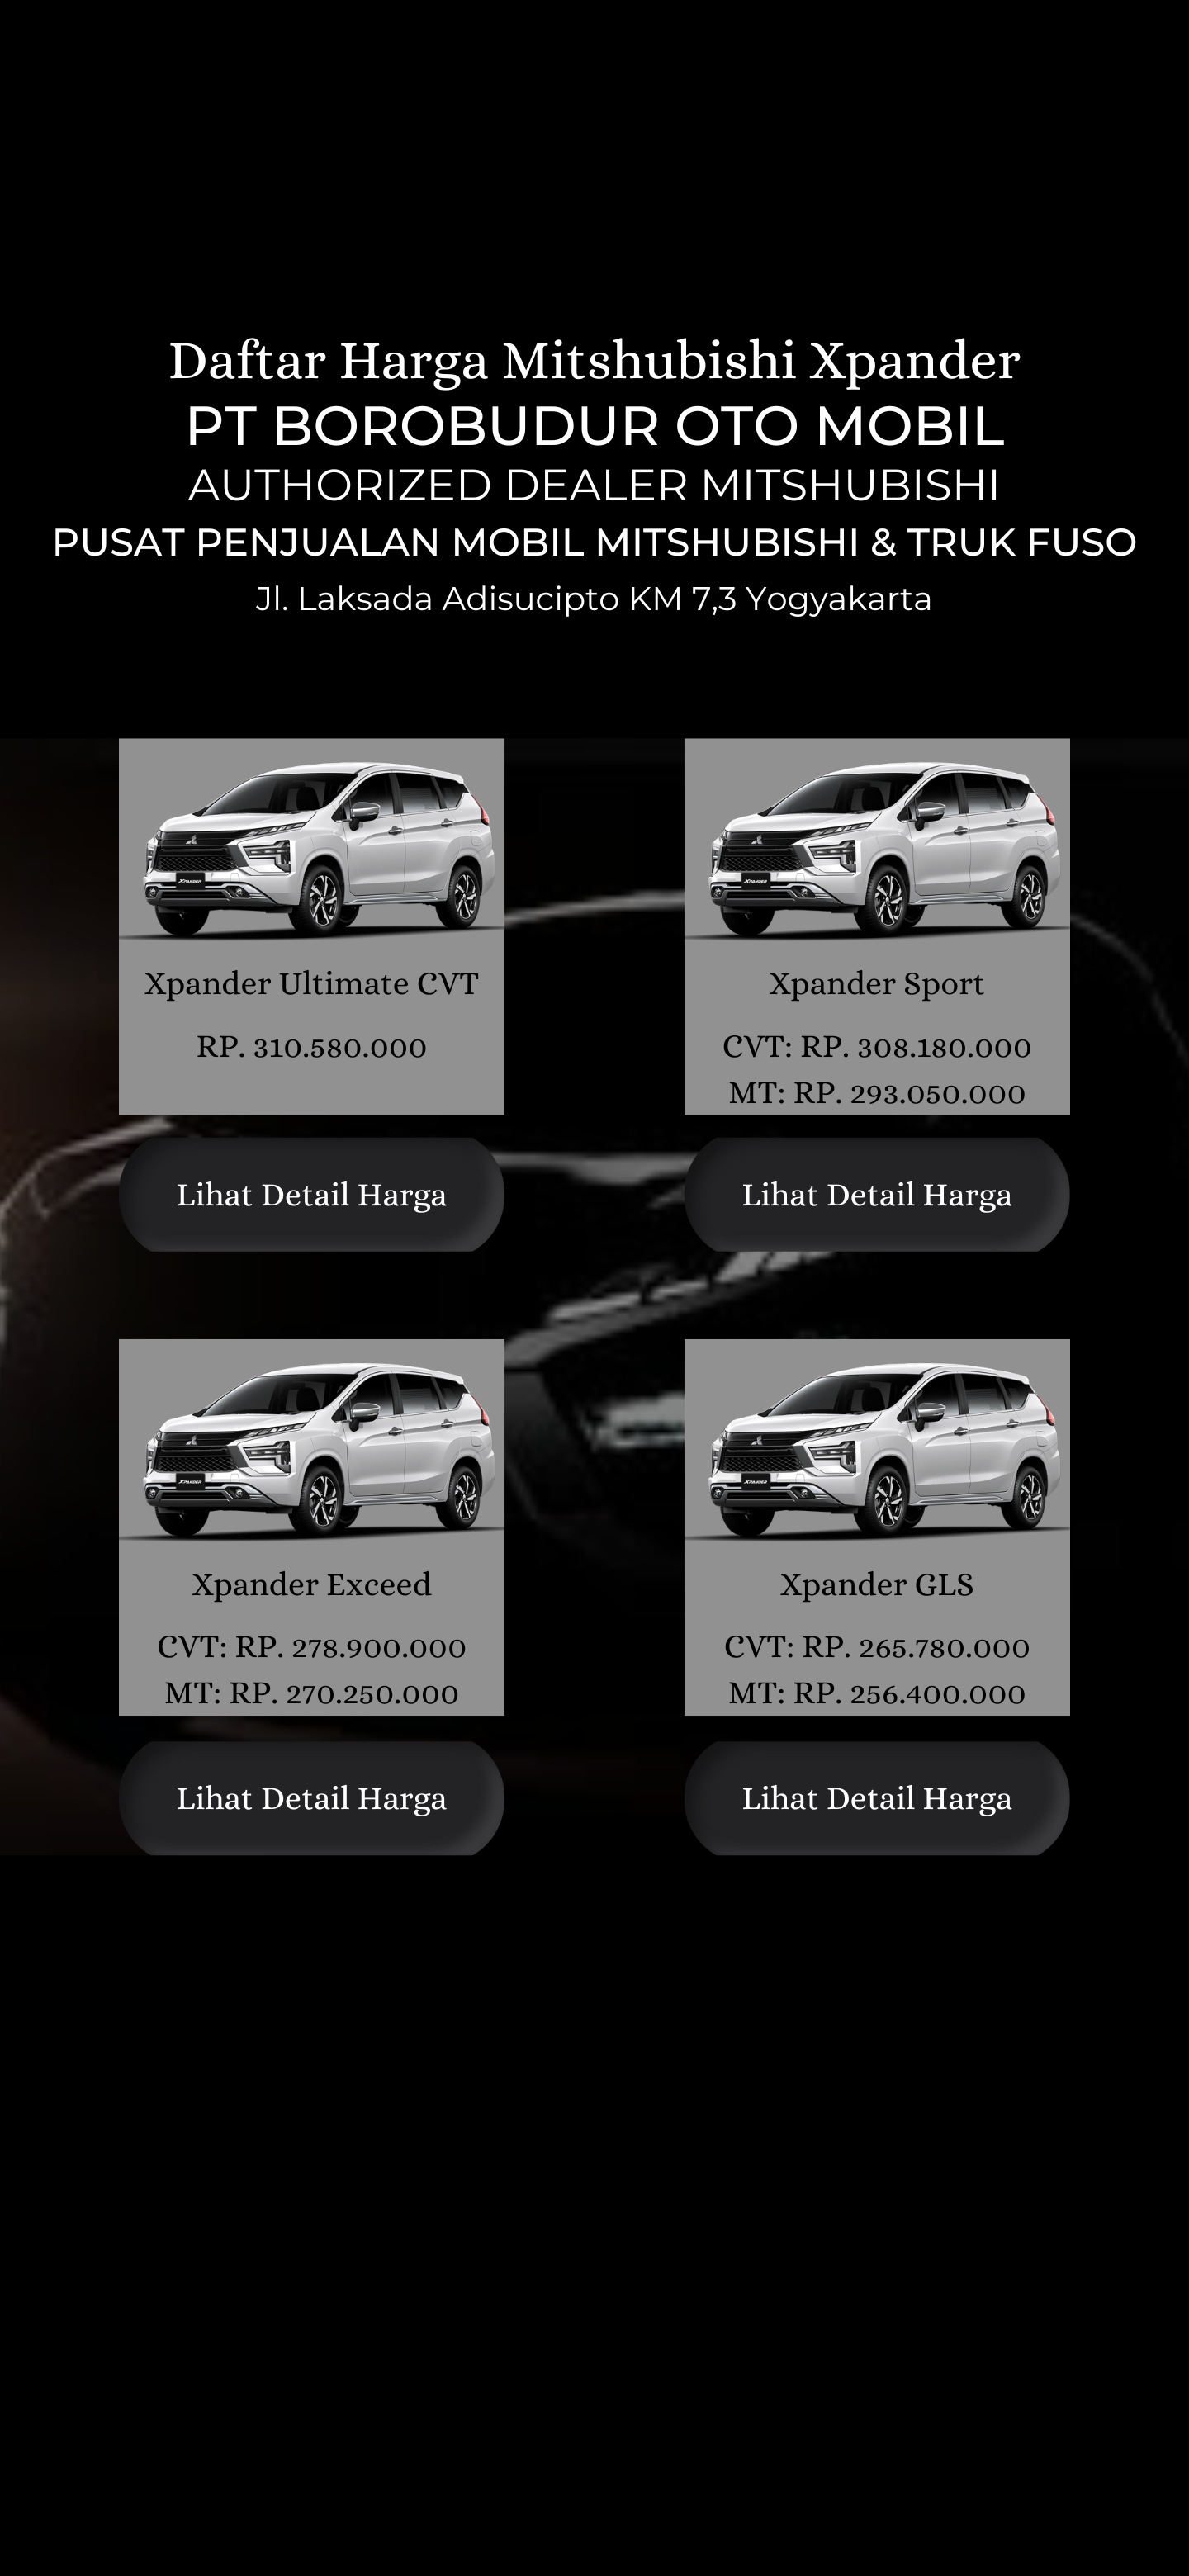 Daftar Harga Mitshubishi Xpander
PT BOROBUDUR OTO MOBIL
AUTHORIZED DEALER MITSHUBISHI
PUSAT PENJUALAN MOBIL MITSHUBISHI & TRUK FUSO
Jl. Laksada Adisucipto KM 7,3 Yogyakarta
XPANDER
Xpander Ultimate CVT
RP. 310.580.000
Lihat Detail Harga
XPANDER
Xpander Sport
CVT: RP. 308.180.000
MT: RP. 293.050.000
Lihat Detail Harga
XPANDER
Xpander Exceed
CVT: RP. 278.900.000
MT: RP. 270.250.000
Lihat Detail Harga
XPANDER
Xpander GLS
CVT: RP. 265.780.000
MT: RP. 256.400.000
Lihat Detail Harga